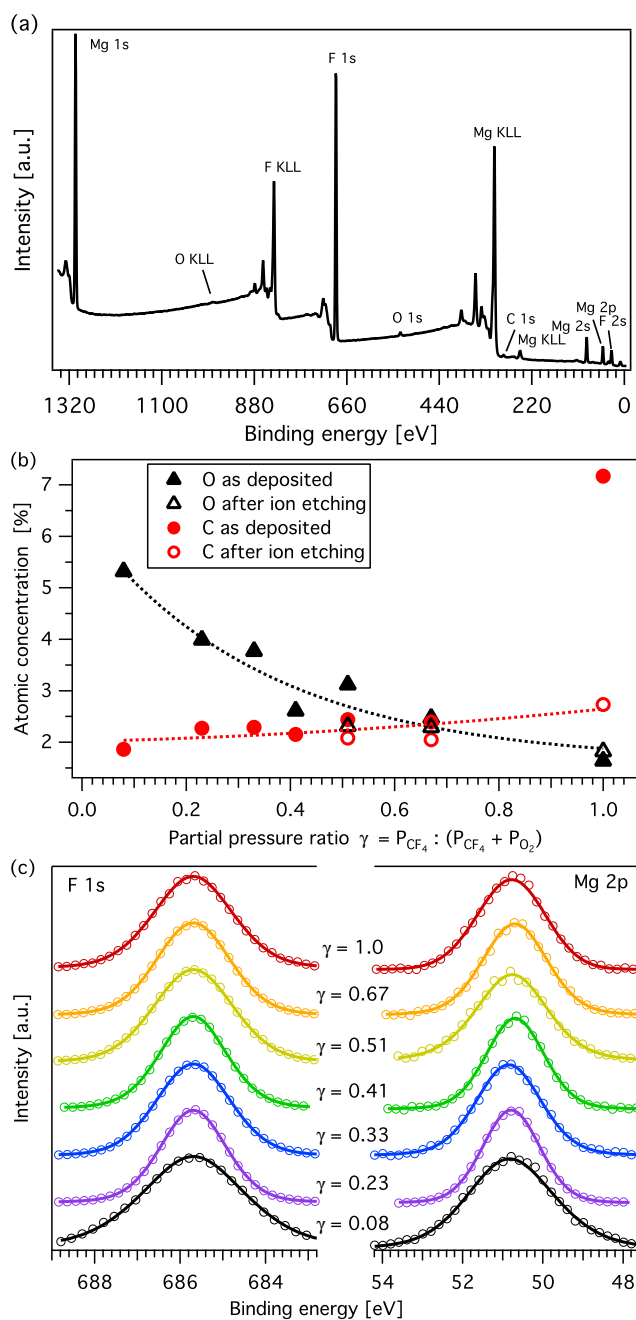 (a)
Mg 1s
F 1s
Mg KLL
F KLL
O KLL
O 1s
C 1s
Mg KLL
Mg 2s
Mg 2p
F 2s
Intensity [a.u.]
1320 1100 880 660 440 220 0
Binding energy [eV]
(b)
O as deposited
O after ion etching
C as deposited
C after ion etching
7
6
5
4
3
2
Atomic concentration [%]
0.0 0.2 0.4 0.6 0.8 1.0
Partial pressure ratio γ = P_CF₄ : (P_CF₄ + P_O₂)
(c)
F 1s Mg 2p
γ = 1.0
γ = 0.67
γ = 0.51
γ = 0.41
γ = 0.33
γ = 0.23
γ = 0.08
Intensity [a.u.]
688 686 684 54 52 50 48
Binding energy [eV]